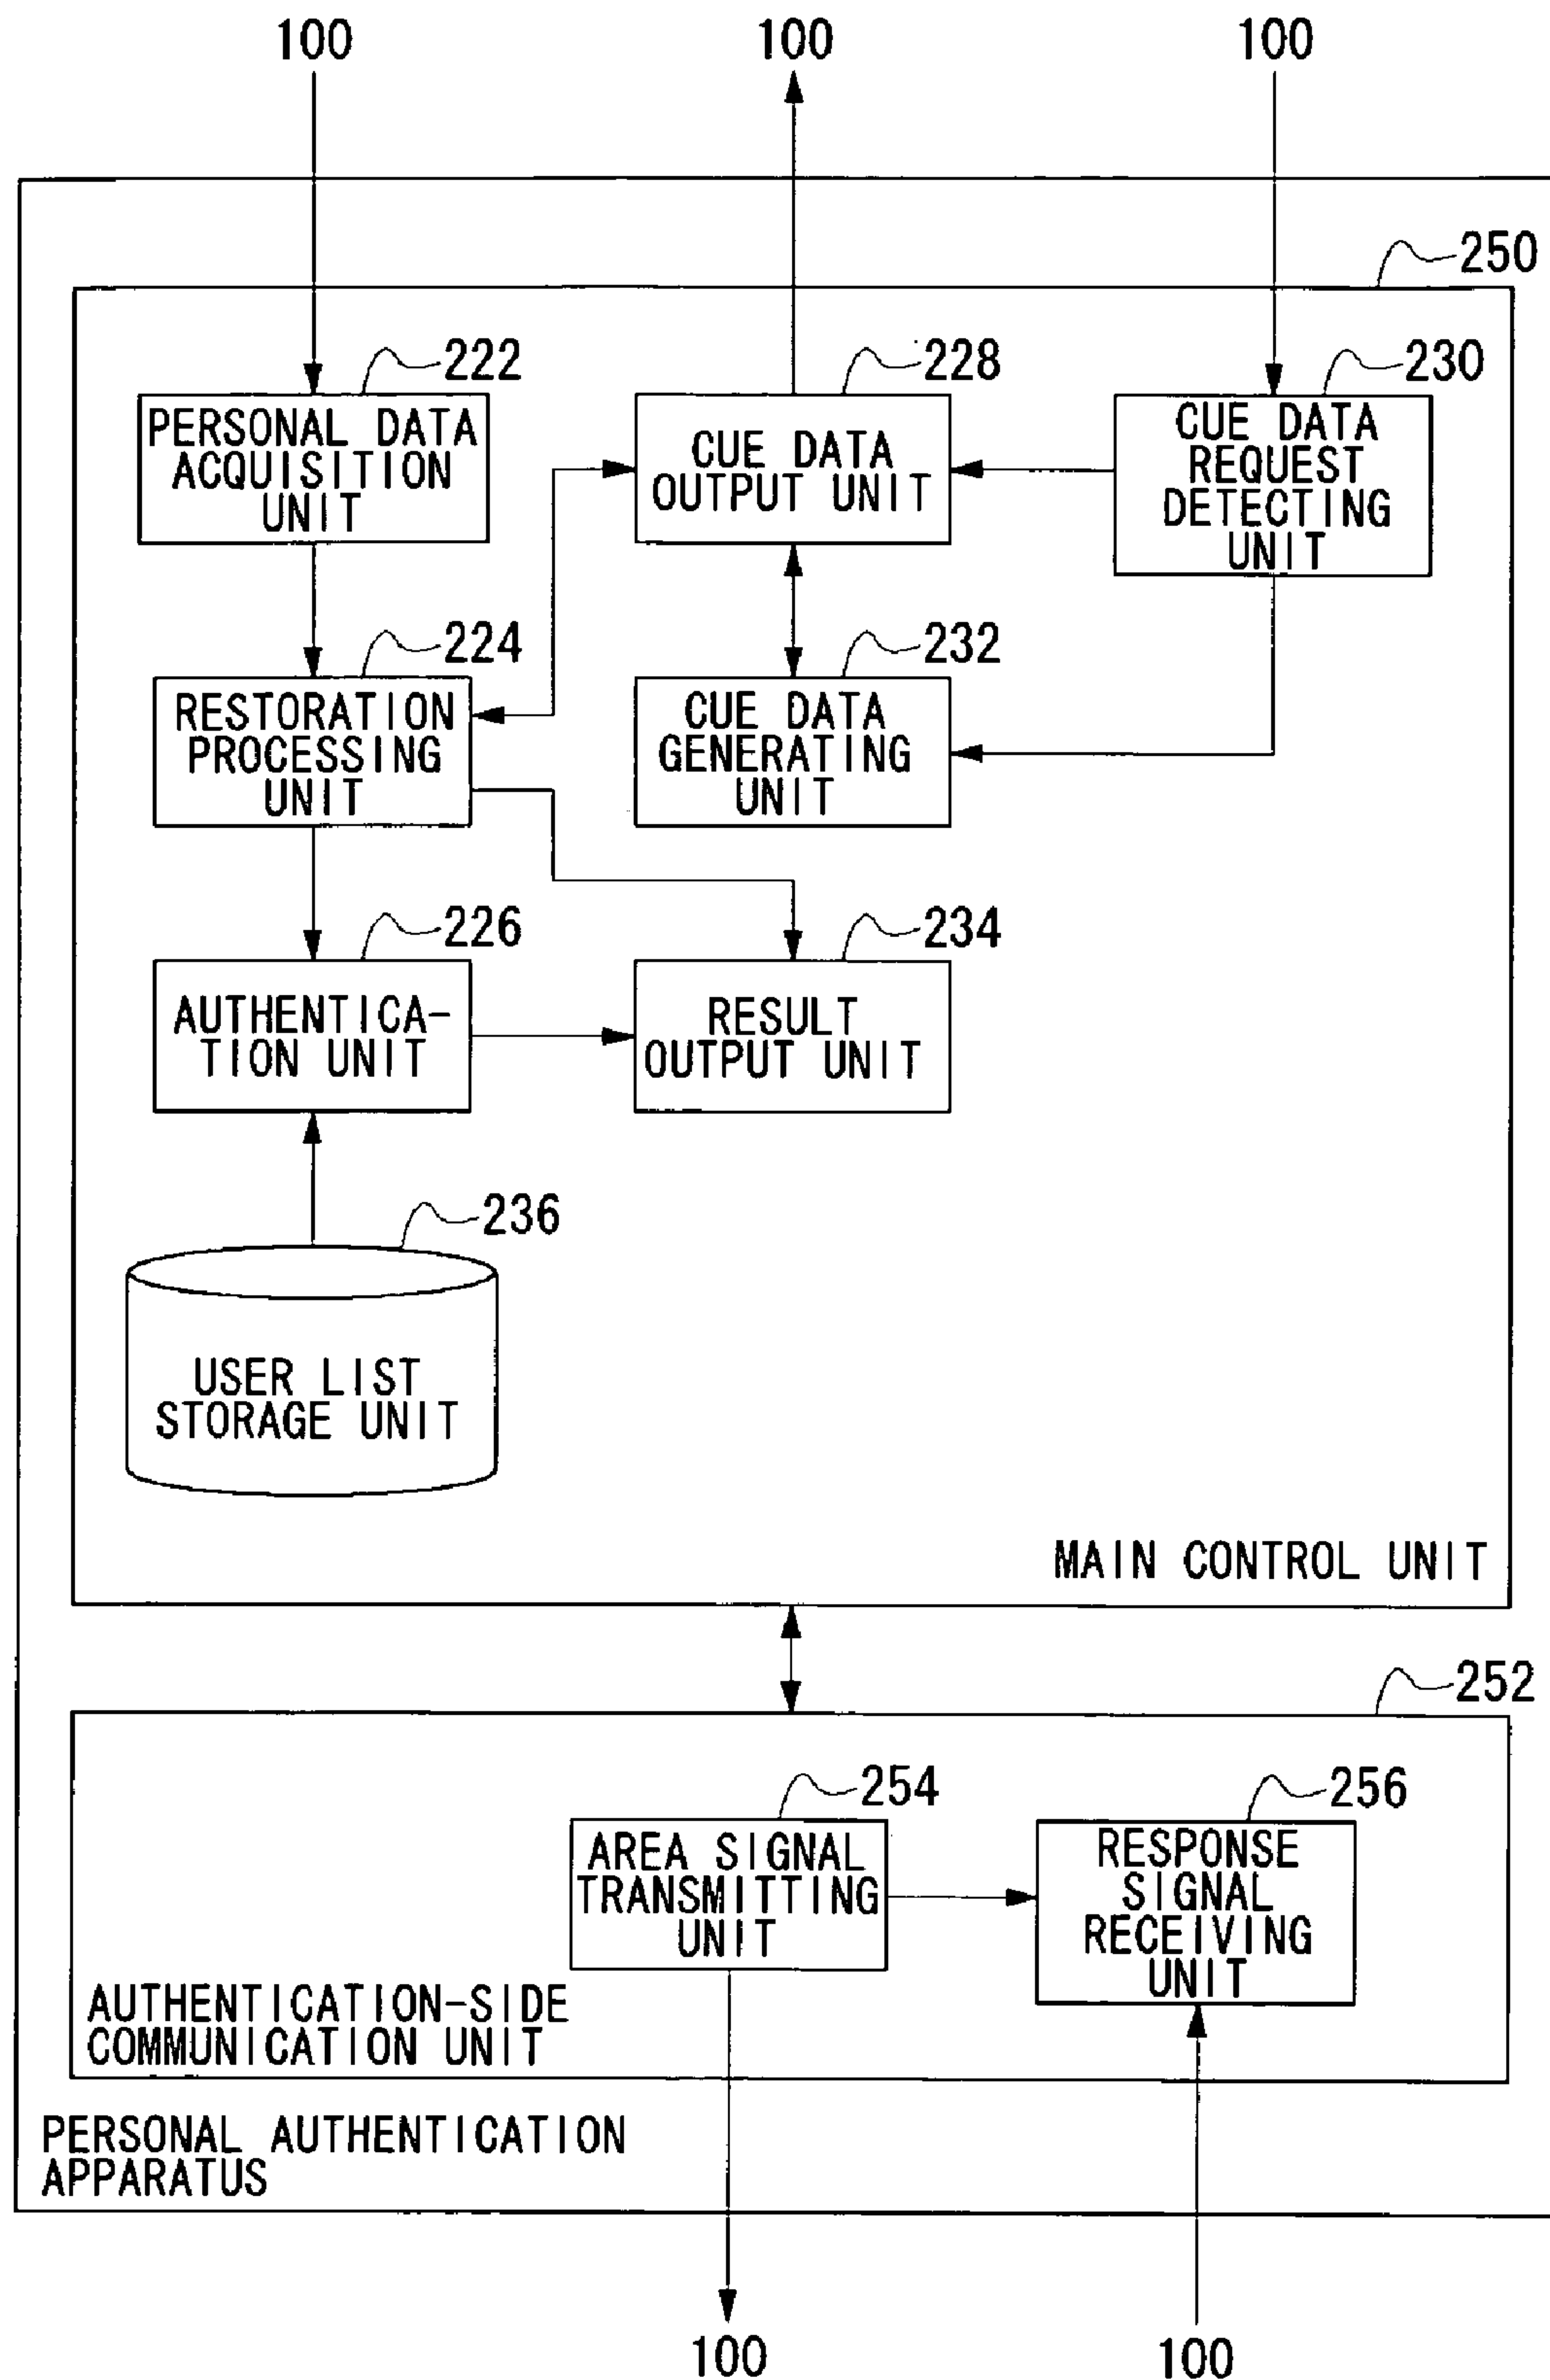 100
100
100
250
222
228
230
PERSONAL DATA
ACQUISITION
UNIT
CUE DATA
OUTPUT UNIT
CUE DATA
REQUEST
DETECTING
UNIT
224
232
RESTORATION
PROCESSING
UNIT
CUE DATA
GENERATING
UNIT
226
234
AUTHENTICA-
TION UNIT
RESULT
OUTPUT UNIT
236
USER LIST
STORAGE UNIT
MAIN CONTROL UNIT
252
254
256
AREA SIGNAL
TRANSMITTING
UNIT
RESPONSE
SIGNAL
RECEIVING
UNIT
AUTHENTICATION-SIDE
COMMUNICATION UNIT
PERSONAL AUTHENTICATION
APPARATUS
100
100